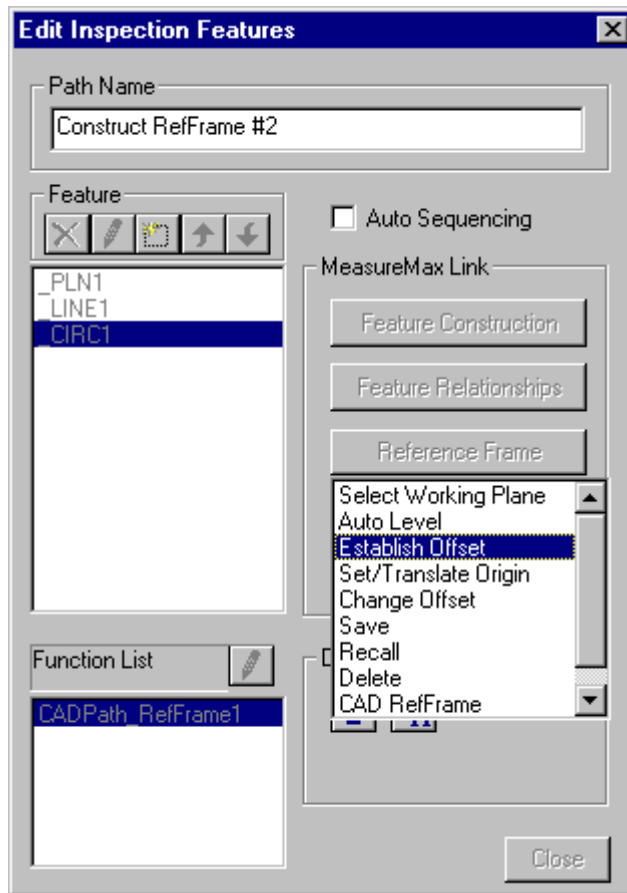 Edit Inspection Features
Path Name
Construct RefFrame #2
Feature
Auto Sequencing
_PLN1
_LINE1
_CIRC1
MeasureMax Link
Feature Construction
Feature Relationships
Reference Frame
Select Working Plane
Auto Level
Establish Offset
Set/Translate Origin
Change Offset
Save
Recall
Delete
CAD RefFrame
Function List
CADPath_RefFrame1
Close